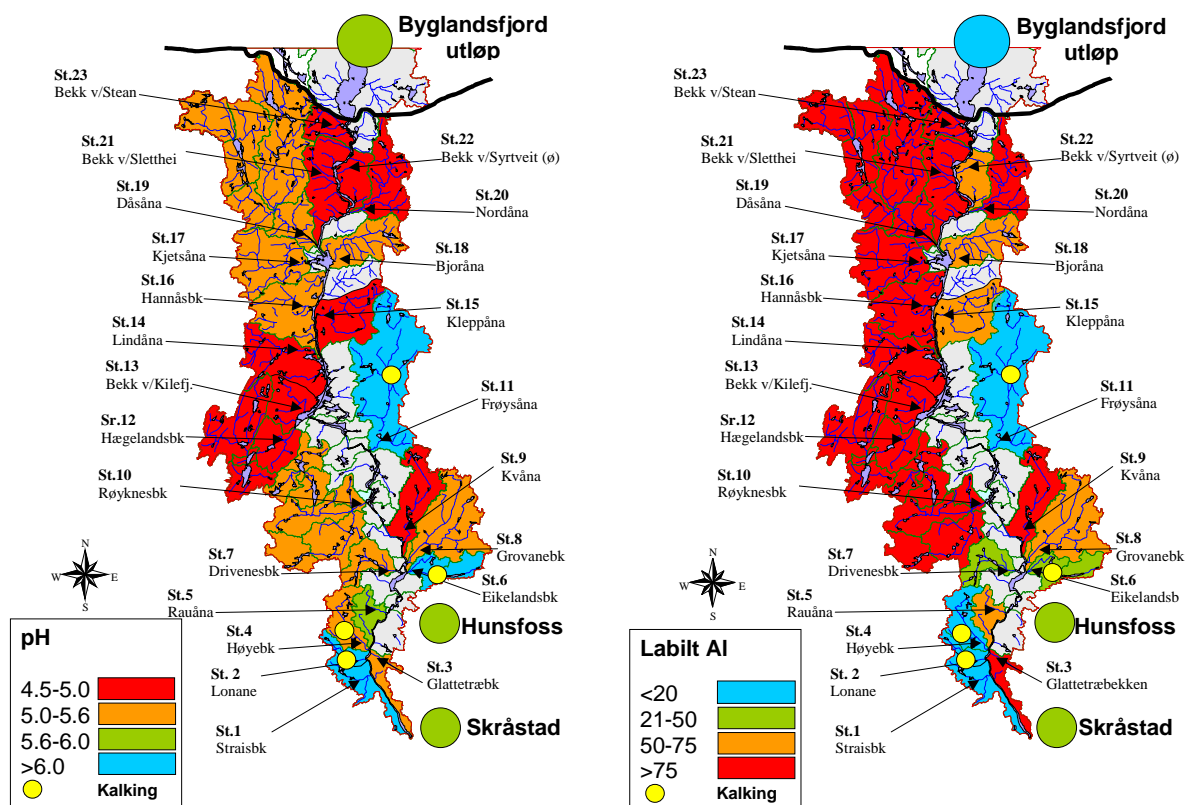 Byglandsfjord
utløp
St.23
Bekk v/Stean
St.21
Bekk v/Sletthei
St.22
Bekk v/Syrtveit (ø)
St.19
Dåsåna
St.20
Nordåna
St.17
Kjetsåna
St.18
Bjoråna
St.16
Hannåsbk
St.15
Kleppåna
St.14
Lindåna
St.13
Bekk v/Kilefj.
St.11
Frøysåna
Sr.12
Hægelandsbk
St.9
Kvåna
St.10
Røyknesbk
St.8
Grovanebk
St.7
Drivenesbk
St.6
Eikelandsbk
St.5
Rauåna
Hunsfoss
St.4
Høyebk
St.3
Glattetræbk
St. 2
Lonane
Skråstad
St.1
Straisbk
N
W
E
S
pH
4.5-5.0
5.0-5.6
5.6-6.0
>6.0
Kalking
Byglandsfjord
utløp
St.23
Bekk v/Stean
St.21
Bekk v/Sletthei
St.22
Bekk v/Syrtveit (ø)
St.19
Dåsåna
St.20
Nordåna
St.17
Kjetsåna
St.18
Bjoråna
St.16
Hannåsbk
St.15
Kleppåna
St.14
Lindåna
St.13
Bekk v/Kilefj.
St.11
Frøysåna
Sr.12
Hægelandsbk
St.9
Kvåna
St.10
Røyknesbk
St.8
Grovanebk
St.7
Drivenesbk
St.6
Eikelandsb
St.5
Rauåna
Hunsfoss
St.4
Høyebk
St.3
Glattetræbekken
St. 2
Lonane
Skråstad
St.1
Straisbk
N
W
E
S
Labilt Al
<20
21-50
50-75
>75
Kalking